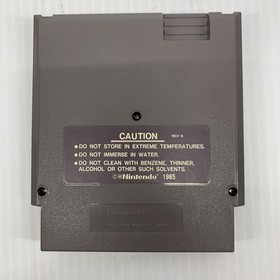 CAUTION REV-A
•DO NOT STORE IN EXTREME TEMPERATURES.
•DO NOT IMMERSE IN WATER.
•DO NOT CLEAN WITH BENZENE, THINNER,
ALCOHOL OR OTHER SUCH SOLVENTS.
©®Nintendo 1985